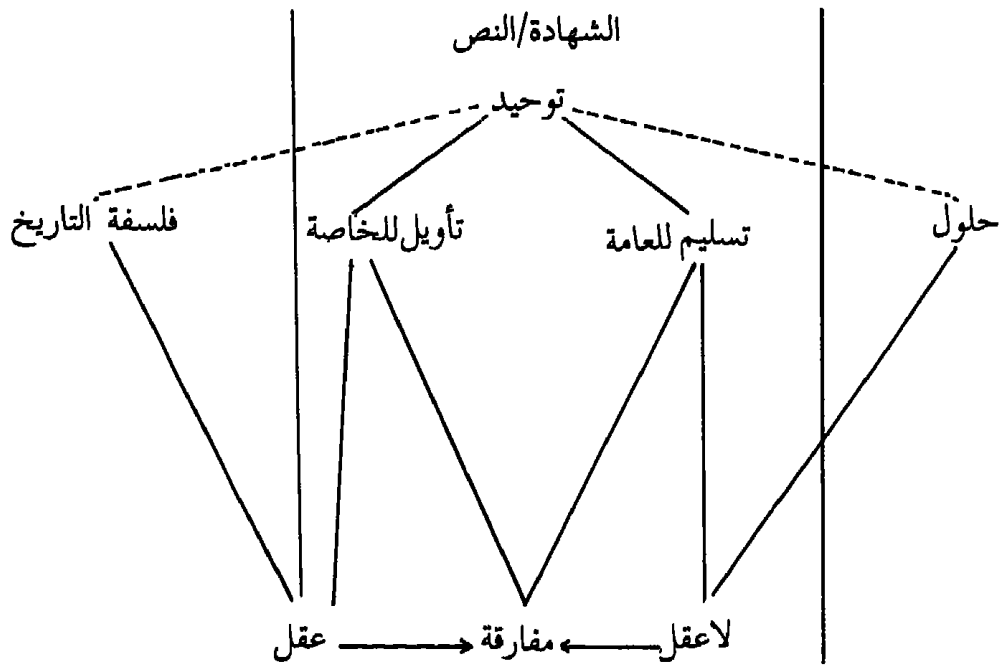 الشهادة/النص
توحيد
حلول تسليم للعامة تأويل للخاصة فلسفة التاريخ
لاعقل مفارقة عقل